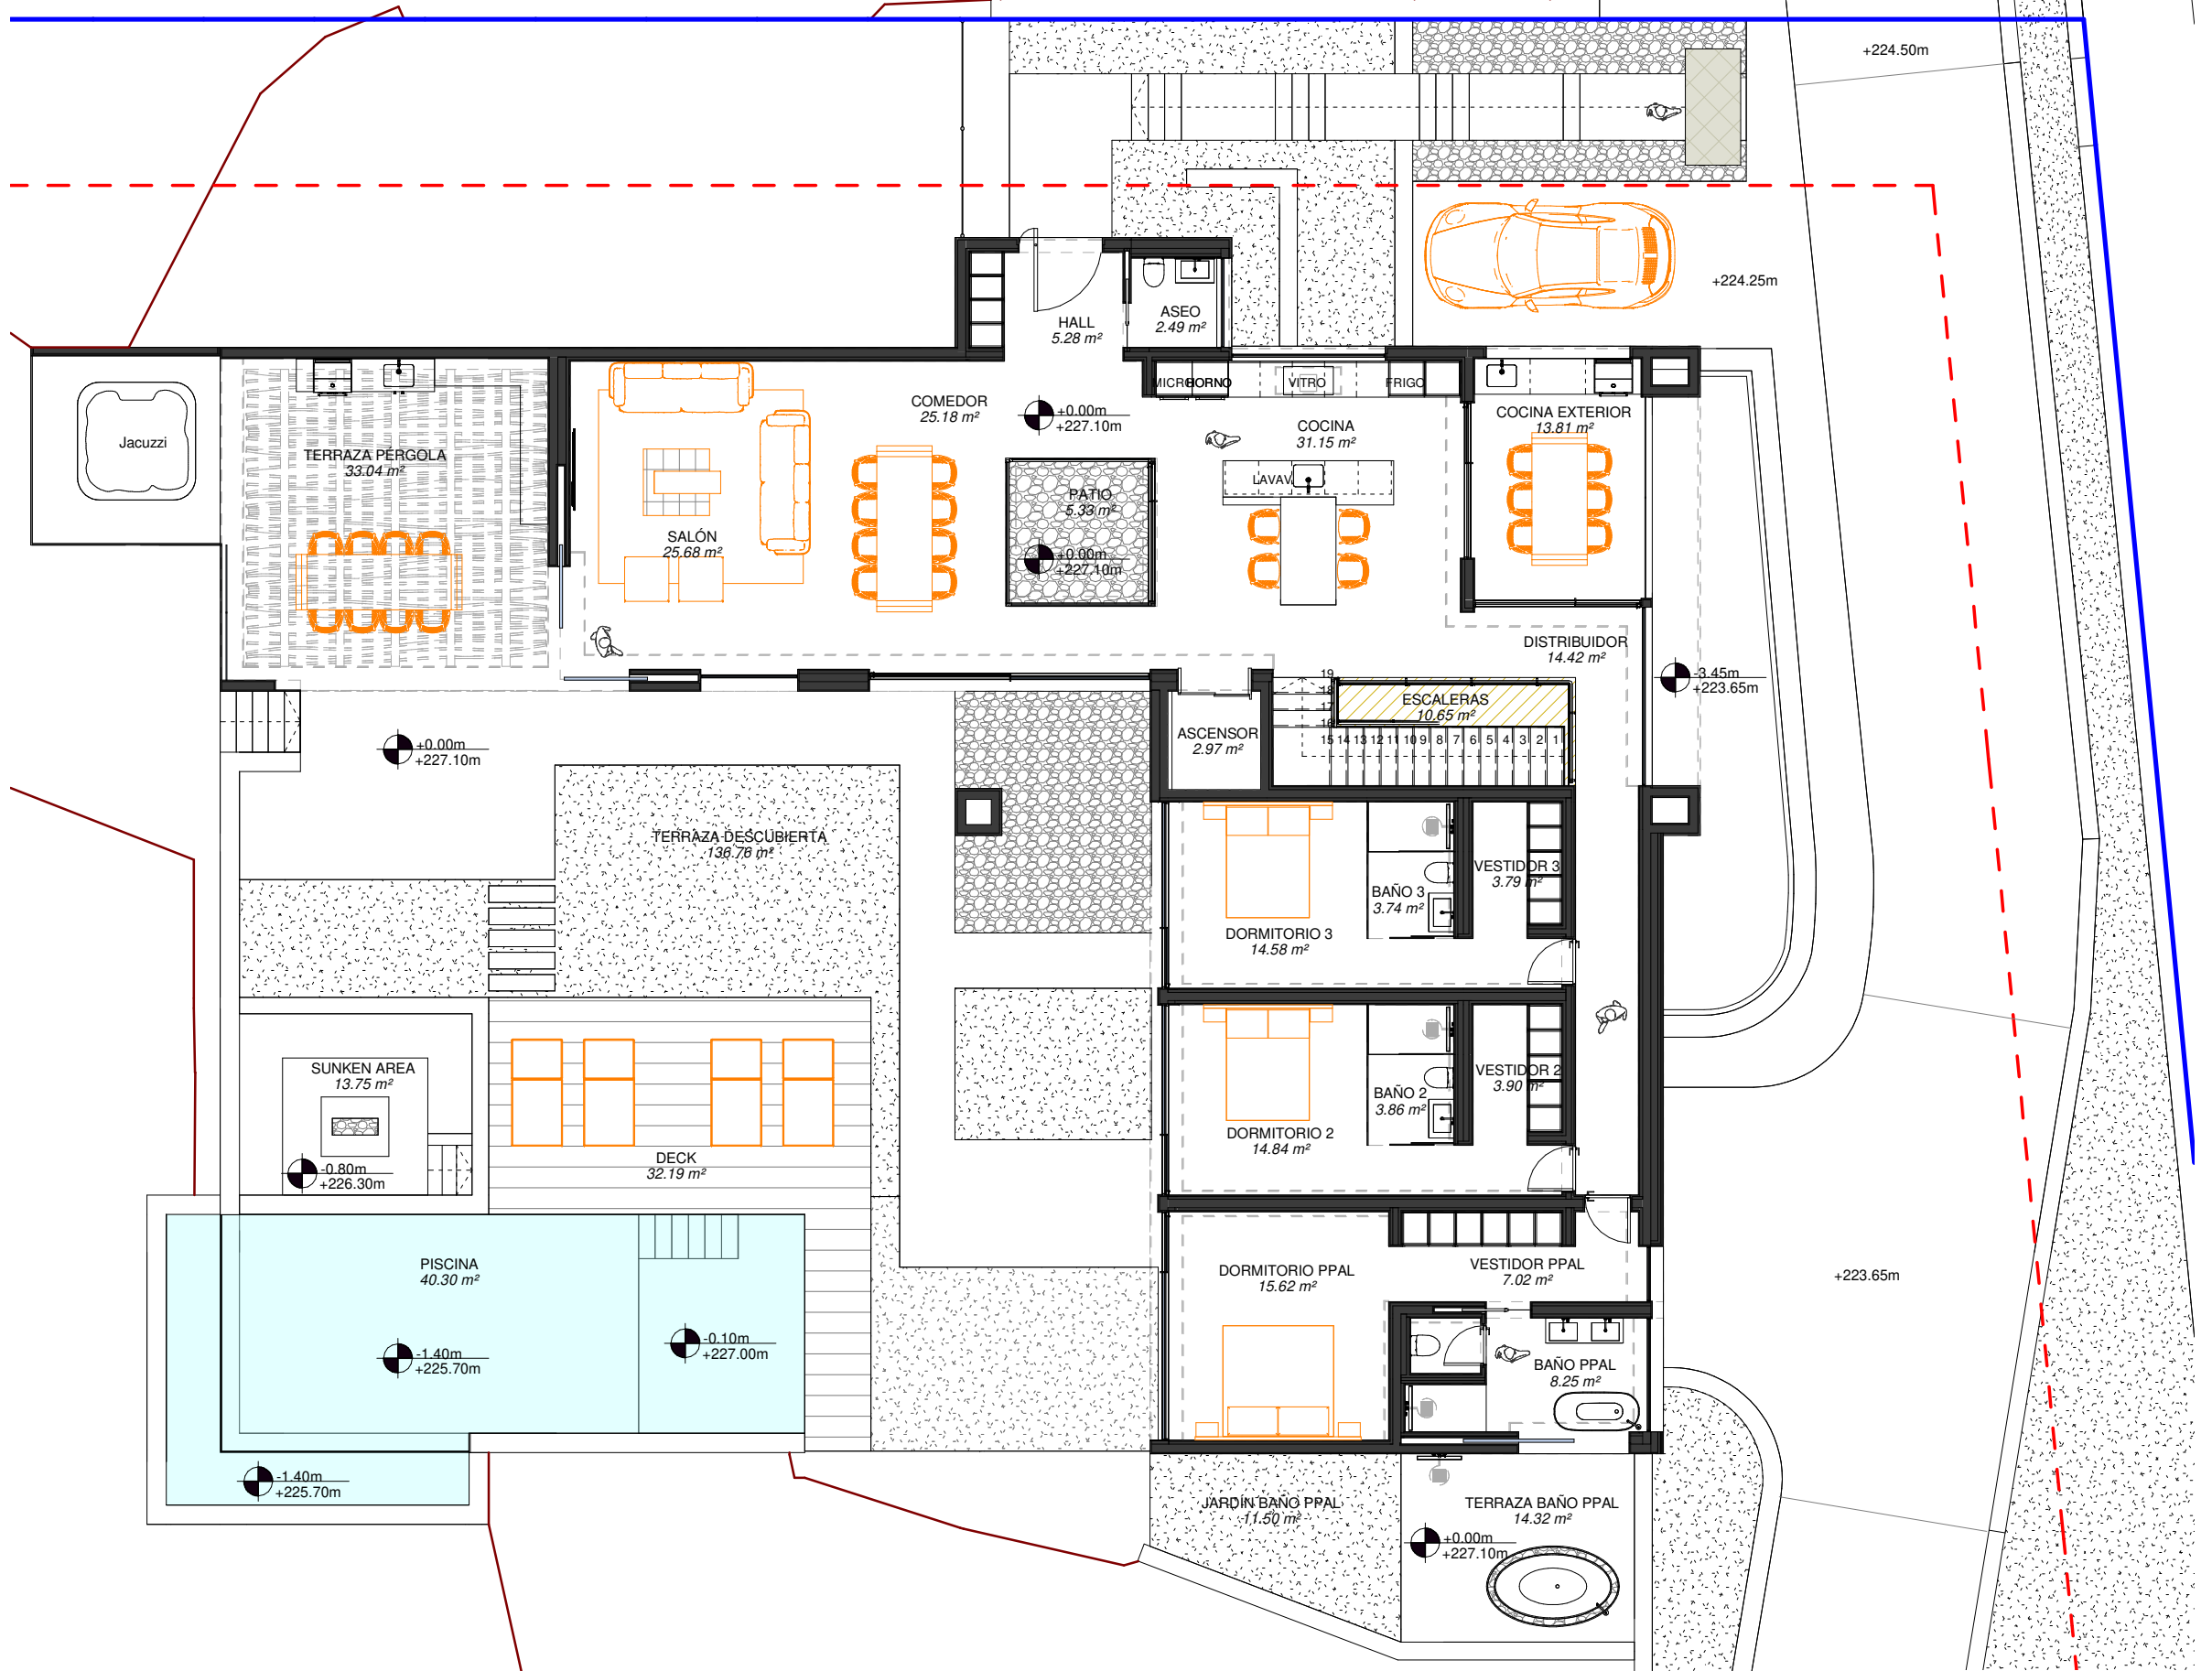 +224.50m
+224.25m
HALL
5.28 m²
ASEO
2.49 m²
MICRO
HORNO
VITRO
FRIGO
COMEDOR
25.18 m²
+0.00m
+227.10m
COCINA
31.15 m²
COCINA EXTERIOR
13.81 m²
Jacuzzi
TERRAZA PÉRGOLA
33.04 m²
LAVAV.
PATIO
5.33 m²
SALÓN
25.68 m²
+0.00m
+227.10m
DISTRIBUIDOR
14.42 m²
-3.45m
+223.65m
19
18
17
16
ESCALERAS
10.65 m²
ASCENSOR
2.97 m²
15 14 13 12 11 10 9 8 7 6 5 4 3 2 1
+0.00m
+227.10m
TERRAZA DESCUBIERTA
136.76 m²
VESTIDOR 3
3.79 m²
BAÑO 3
3.74 m²
DORMITORIO 3
14.58 m²
SUNKEN AREA
13.75 m²
VESTIDOR 2
3.90 m²
BAÑO 2
3.86 m²
DORMITORIO 2
14.84 m²
DECK
32.19 m²
-0.80m
+226.30m
PISCINA
40.30 m²
DORMITORIO PPAL
15.62 m²
VESTIDOR PPAL
7.02 m²
+223.65m
-0.10m
+227.00m
-1.40m
+225.70m
BAÑO PPAL
8.25 m²
-1.40m
+225.70m
JARDÍN BAÑO PPAL
11.50 m²
TERRAZA BAÑO PPAL
14.32 m²
+0.00m
+227.10m